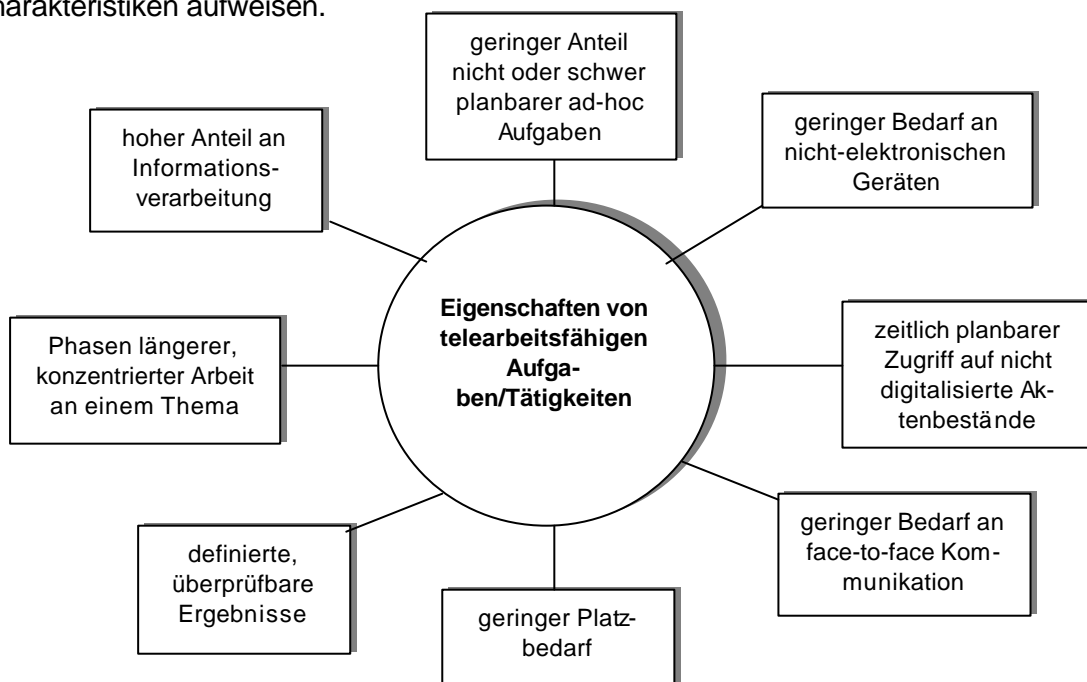 harakteristiken aufweisen.
geringer Anteil
nicht oder schwer
planbarer ad-hoc
Aufgaben
hoher Anteil an
Informations-
verarbeitung
geringer Bedarf an
nicht-elektronischen
Geräten
Eigenschaften von
telearbeitsfähigen
Aufga-
ben/Tätigkeiten
Phasen längerer,
konzentrierter Arbeit
an einem Thema
zeitlich planbarer
Zugriff auf nicht
digitalisierte Ak-
tenbestände
definierte,
überprüfbare
Ergebnisse
geringer Platz-
bedarf
geringer Bedarf an
face-to-face Kom-
munikation